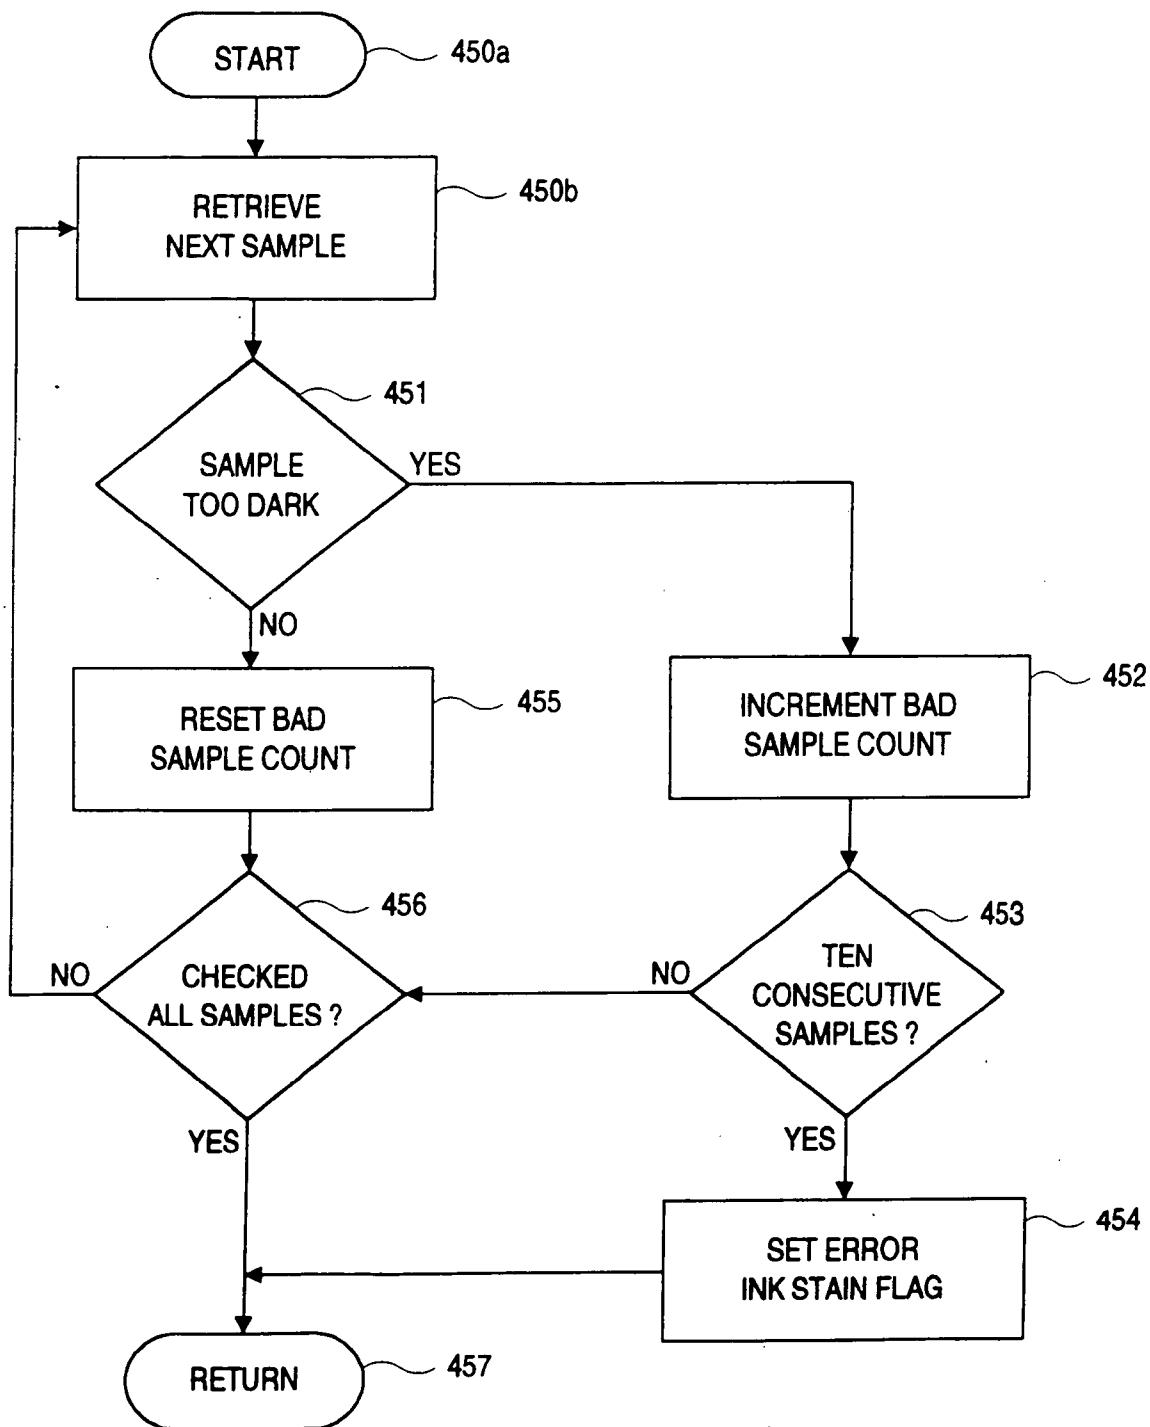 START
450a
RETRIEVE
NEXT SAMPLE
450b
451
SAMPLE
TOO DARK
YES
NO
RESET BAD
SAMPLE COUNT
455
INCREMENT BAD
SAMPLE COUNT
452
456
CHECKED
ALL SAMPLES ?
NO
YES
453
TEN
CONSECUTIVE
SAMPLES ?
NO
YES
SET ERROR
INK STAIN FLAG
454
RETURN
457